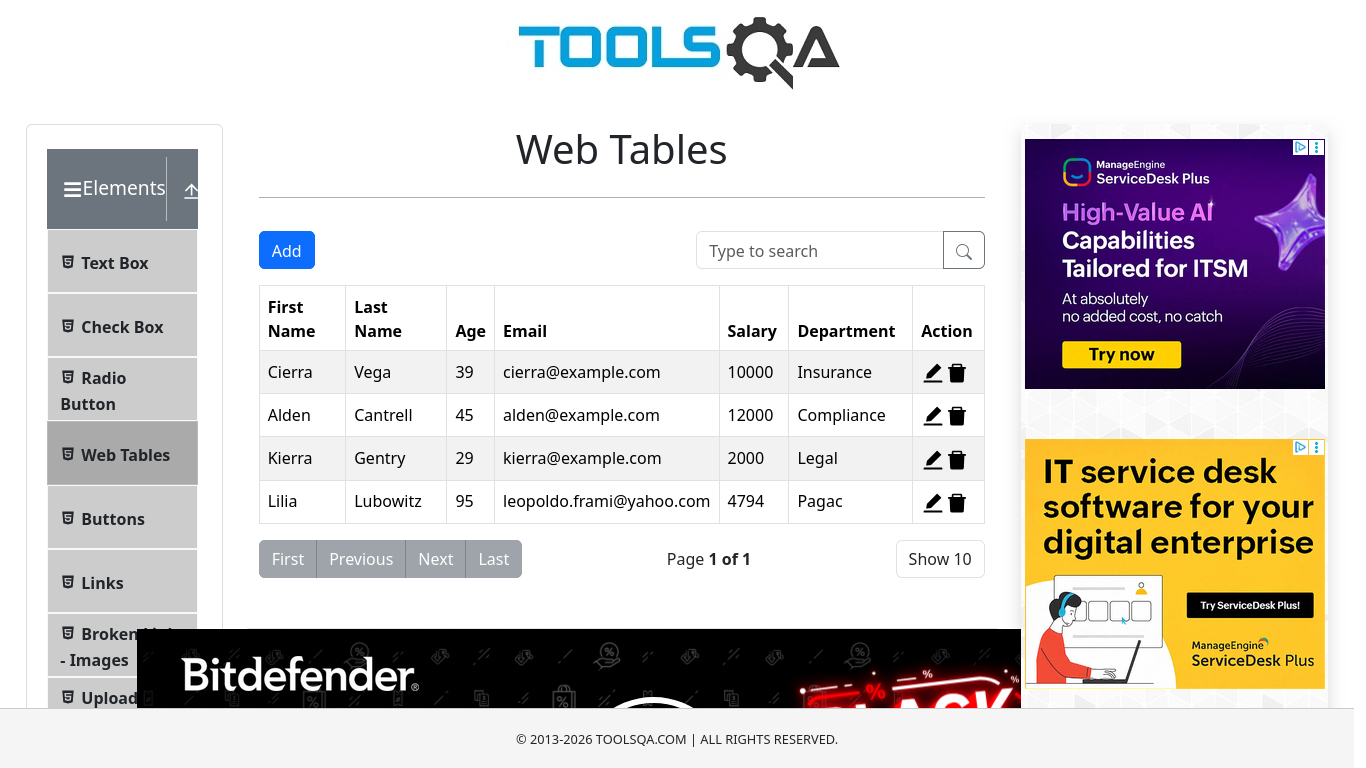 TOOLSQA
Elements
Text Box
Check Box
Radio
Button
Web Tables
Buttons
Links
Broken
- Images
Upload
Web Tables
Add
Type to search
First Name Last Name Age Email Salary Department Action
Cierra Vega 39 cierra@example.com 10000 Insurance
Alden Cantrell 45 alden@example.com 12000 Compliance
Kierra Gentry 29 kierra@example.com 2000 Legal
Lilia Lubowitz 95 leopoldo.frami@yahoo.com 4794 Pagac
First Previous Next Last Page 1 of 1 Show 10
ManageEngine
ServiceDesk Plus
High-Value AI
Capabilities
Tailored for ITSM
At absolutely
no added cost, no catch
Try now
IT service desk
software for your
digital enterprise
Try ServiceDesk Plus!
ManageEngine
ServiceDesk Plus
Bitdefender®
© 2013-2026 TOOLSQA.COM | ALL RIGHTS RESERVED.